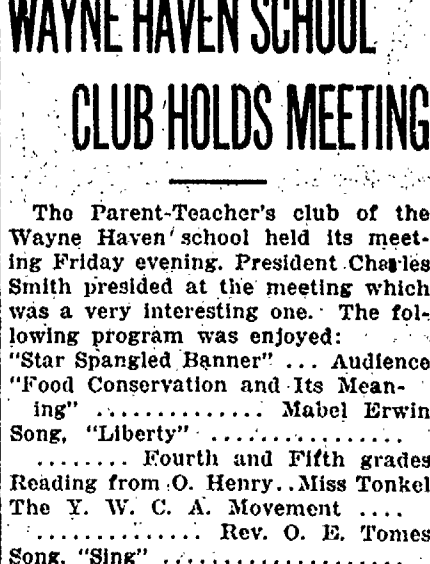 WAYNE HAVEN SCHOOL
CLUB HOLDS MEETING
The Parent-Teacher's club of the
Wayne Haven school held its meet-
ing Friday evening. President Charles
Smith presided at the meeting which
was a very interesting one. The fol-
lowing program was enjoyed:
"Star Spangled Banner" ... Audience
"Food Conservation and Its Mean-
ing" ............. Mabel Erwin
Song, "Liberty" ...............
........ Fourth and Fifth grades
Reading from O. Henry..Miss Tonkel
The Y. W. C. A. Movement ....
.............. Rev. O. E. Tomes
Song, "Sing" ...................